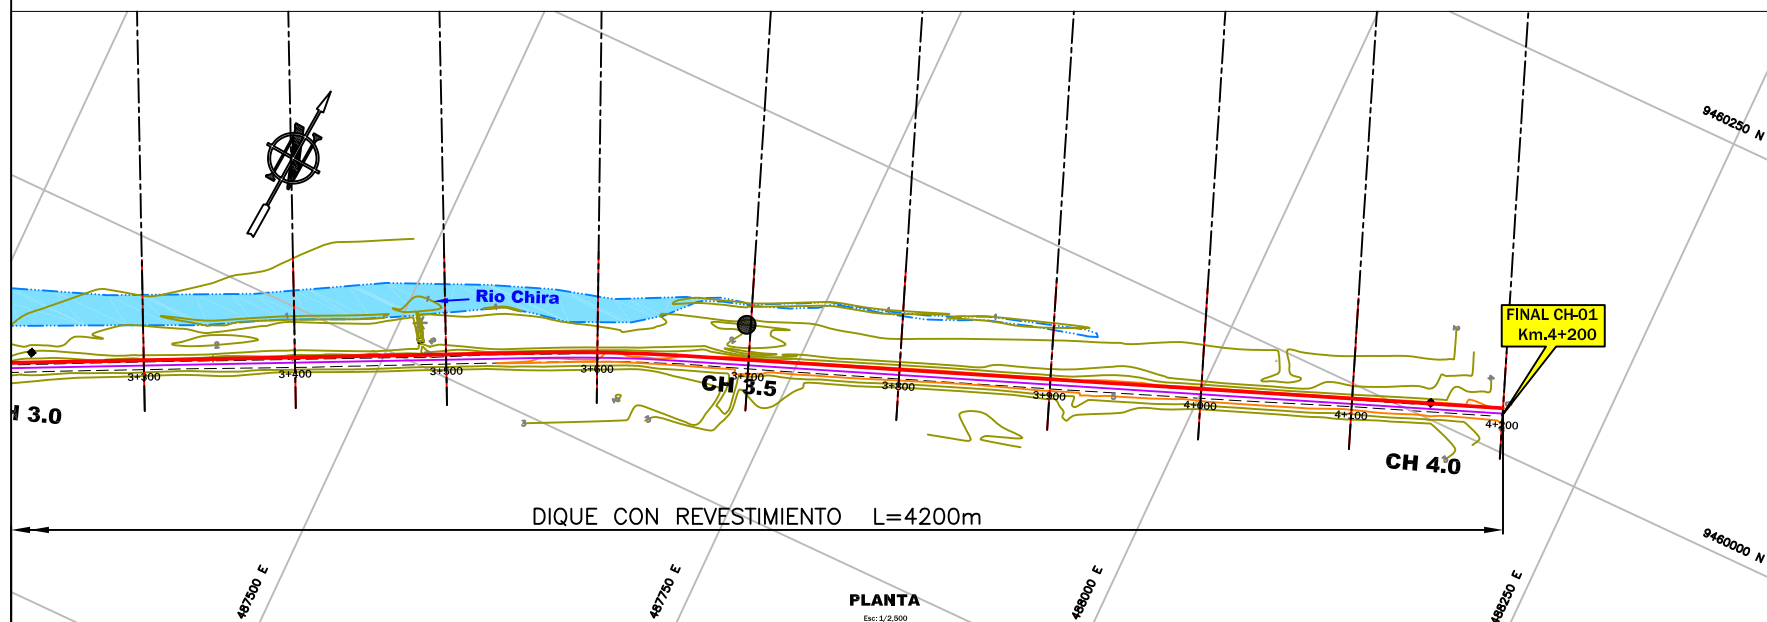 9460250 N
Rio Chira
FINAL CH-01
Km.4+200
3+300
3+400
3+500
3+600
3+700
3+800
3+900
4+000
4+100
4+200
H 3.0
CH 3.5
CH 4.0
DIQUE CON REVESTIMIENTO L=4200m
9460000 N
487500 E
487750 E
488000 E
488250 E
PLANTA
Esc: 1/2,500